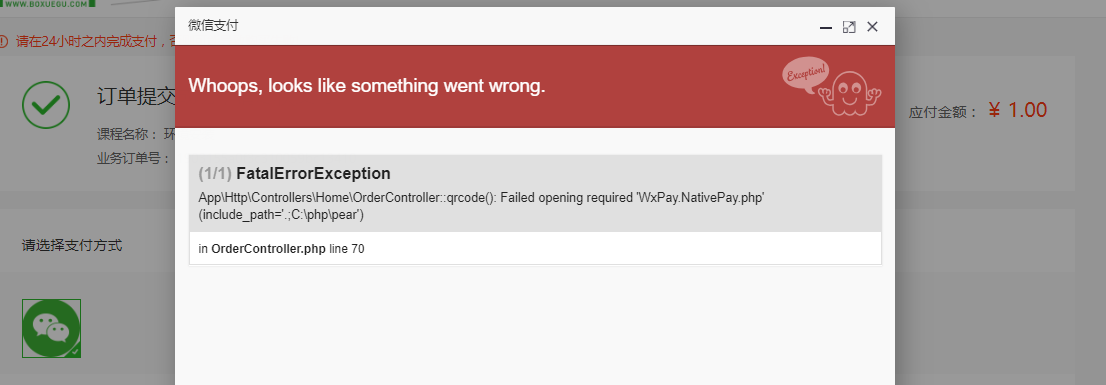 WWW.BOXUEGU.COM
微信支付
请在24小时之内完成支付，否
Whoops, looks like something went wrong.
Exception!
订单提交
应付金额： ¥ 1.00
课程名称： 环
业务订单号：
(1/1) FatalErrorException
App\Http\Controllers\Home\OrderController::qrcode(): Failed opening required 'WxPay.NativePay.php'
(include_path='.;C:\php\pear')
in OrderController.php line 70
请选择支付方式